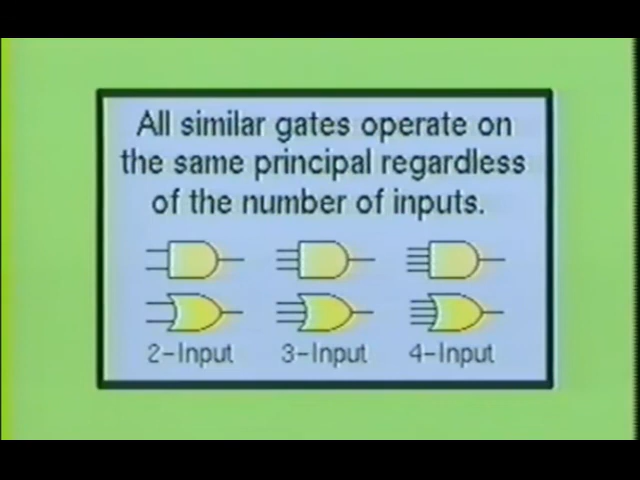 All similar gates operate on
the same principal regardless
of the number of inputs.
2-Input 3-Input 4-Input